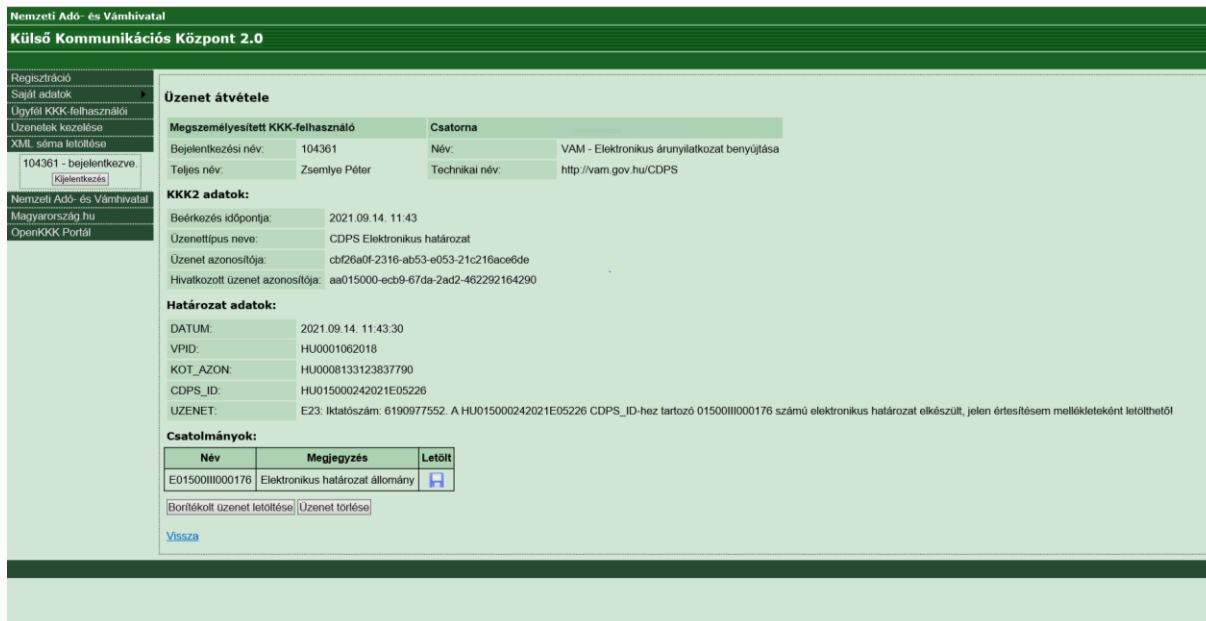 Nemzeti Adó- és Vámhivatal
Külső Kommunikációs Központ 2.0
Regisztráció
Saját adatok
Ügyfél KKK-felhasználói
Üzenetek kezelése
XML séma letöltése
104361 - bejelentkezve.
Kijelentkezés
Nemzeti Adó- és Vámhivatal
Magyarország.hu
OpenKKK Portál
Üzenet átvétele
Megszemélyesített KKK-felhasználó Csatorna
Bejelentkezési név: 104361 Név: VAM - Elektronikus árunyilatkozat benyújtása
Teljes név: Zsemlye Péter Technikai név: http://vam.gov.hu/CDPS
KKK2 adatok:
Beérkezés időpontja: 2021.09.14. 11:43
Üzenettípus neve: CDPS Elektronikus határozat
Üzenet azonosítója: cbf26a0f-2316-ab53-e053-21c216ace6de
Hivatkozott üzenet azonosítója: aa015000-ecb9-67da-2ad2-462292164290
Határozat adatok:
DATUM: 2021.09.14. 11:43:30
VPID: HU0001062018
KOT_AZON: HU0008133123837790
CDPS_ID: HU015000242021E05226
UZENET: E23: Iktatószám: 6190977552. A HU015000242021E05226 CDPS_ID-hez tartozó 01500III000176 számú elektronikus határozat elkészült, jelen értesítésem mellékleteként letölthető!
Csatolmányok:
Név Megjegyzés Letölt
E01500III000176 Elektronikus határozat állomány
Borítékolt üzenet letöltése Üzenet törlése
Vissza